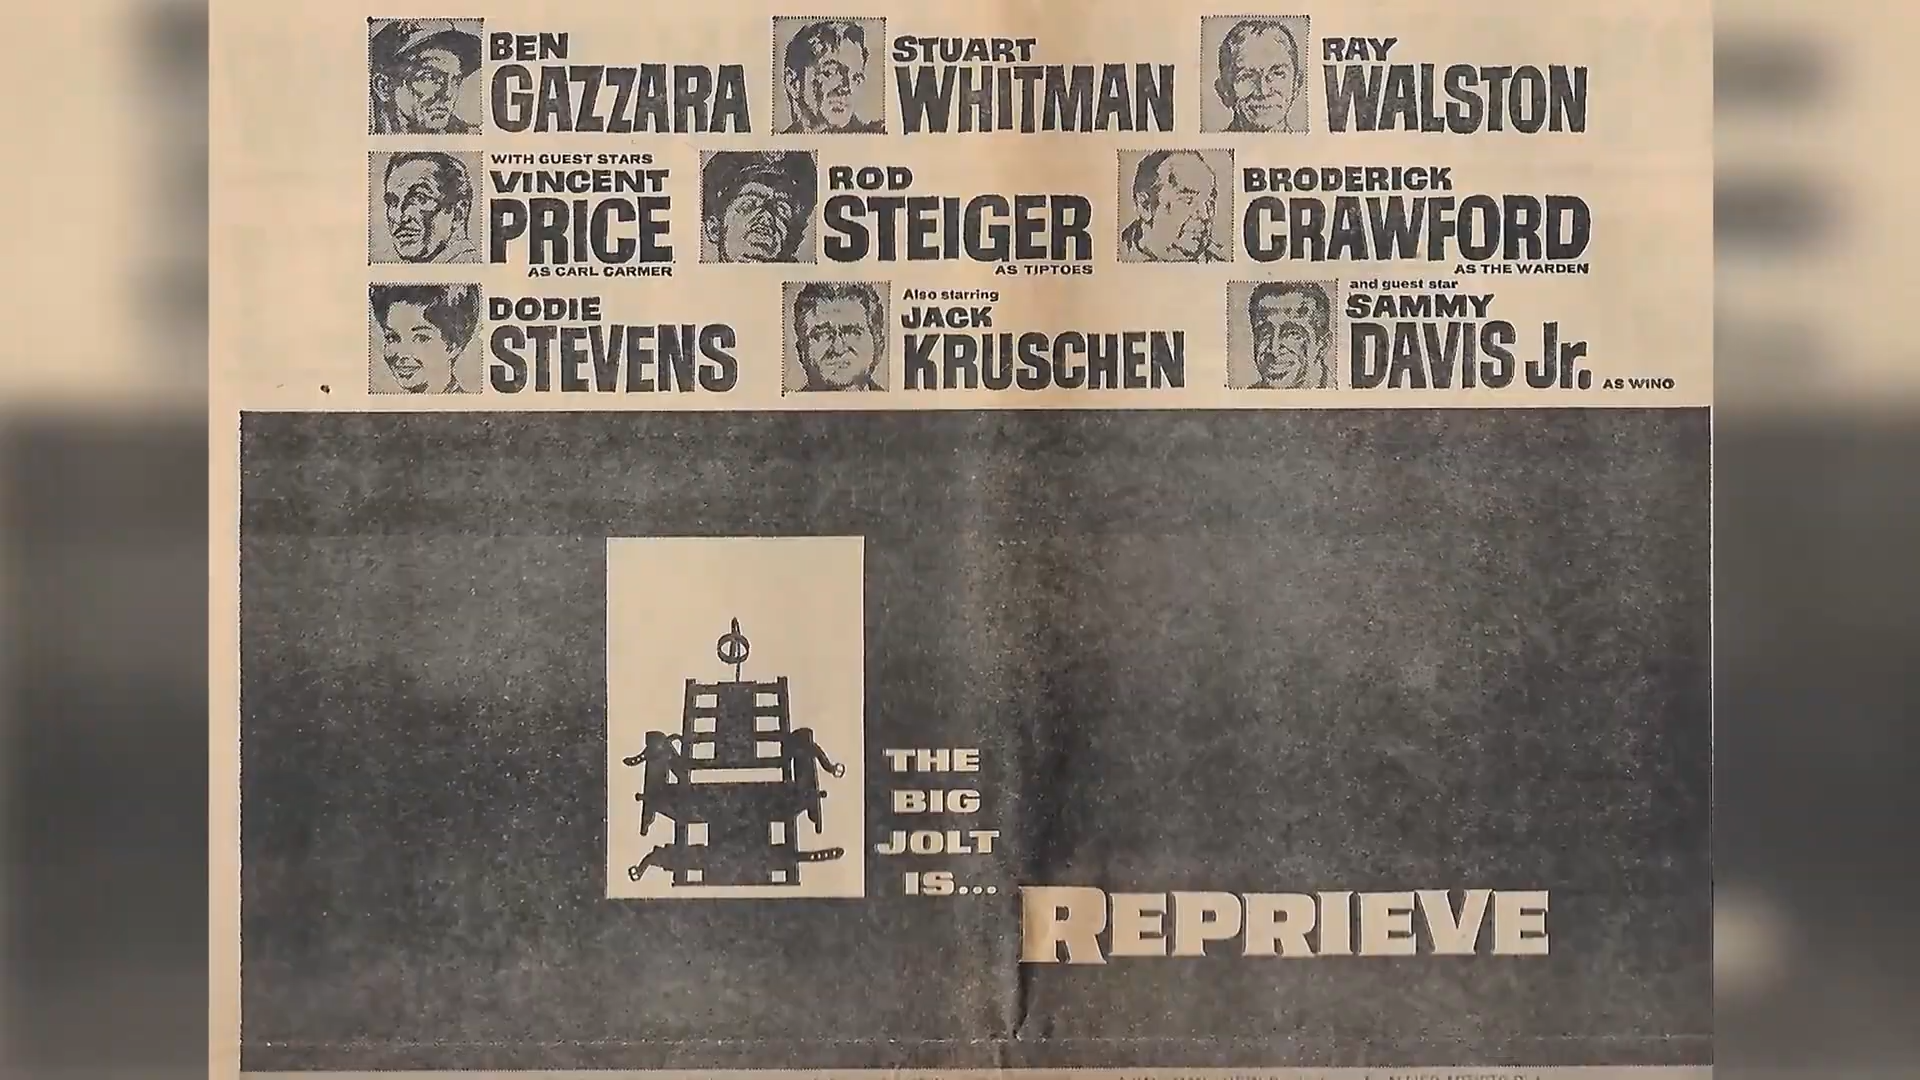 BEN
GAZZARA
STUART
WHITMAN
RAY
WALSTON
WITH GUEST STARS
VINCENT
PRICE
AS CARL CARMER
ROD
STEIGER
AS TIPTOES
BRODERICK
CRAWFORD
AS THE WARDEN
DODIE
STEVENS
Also starring
JACK
KRUSCHEN
and guest star
SAMMY
DAVIS Jr.
AS WINO
THE
BIG
JOLT
IS...
REPRIEVE